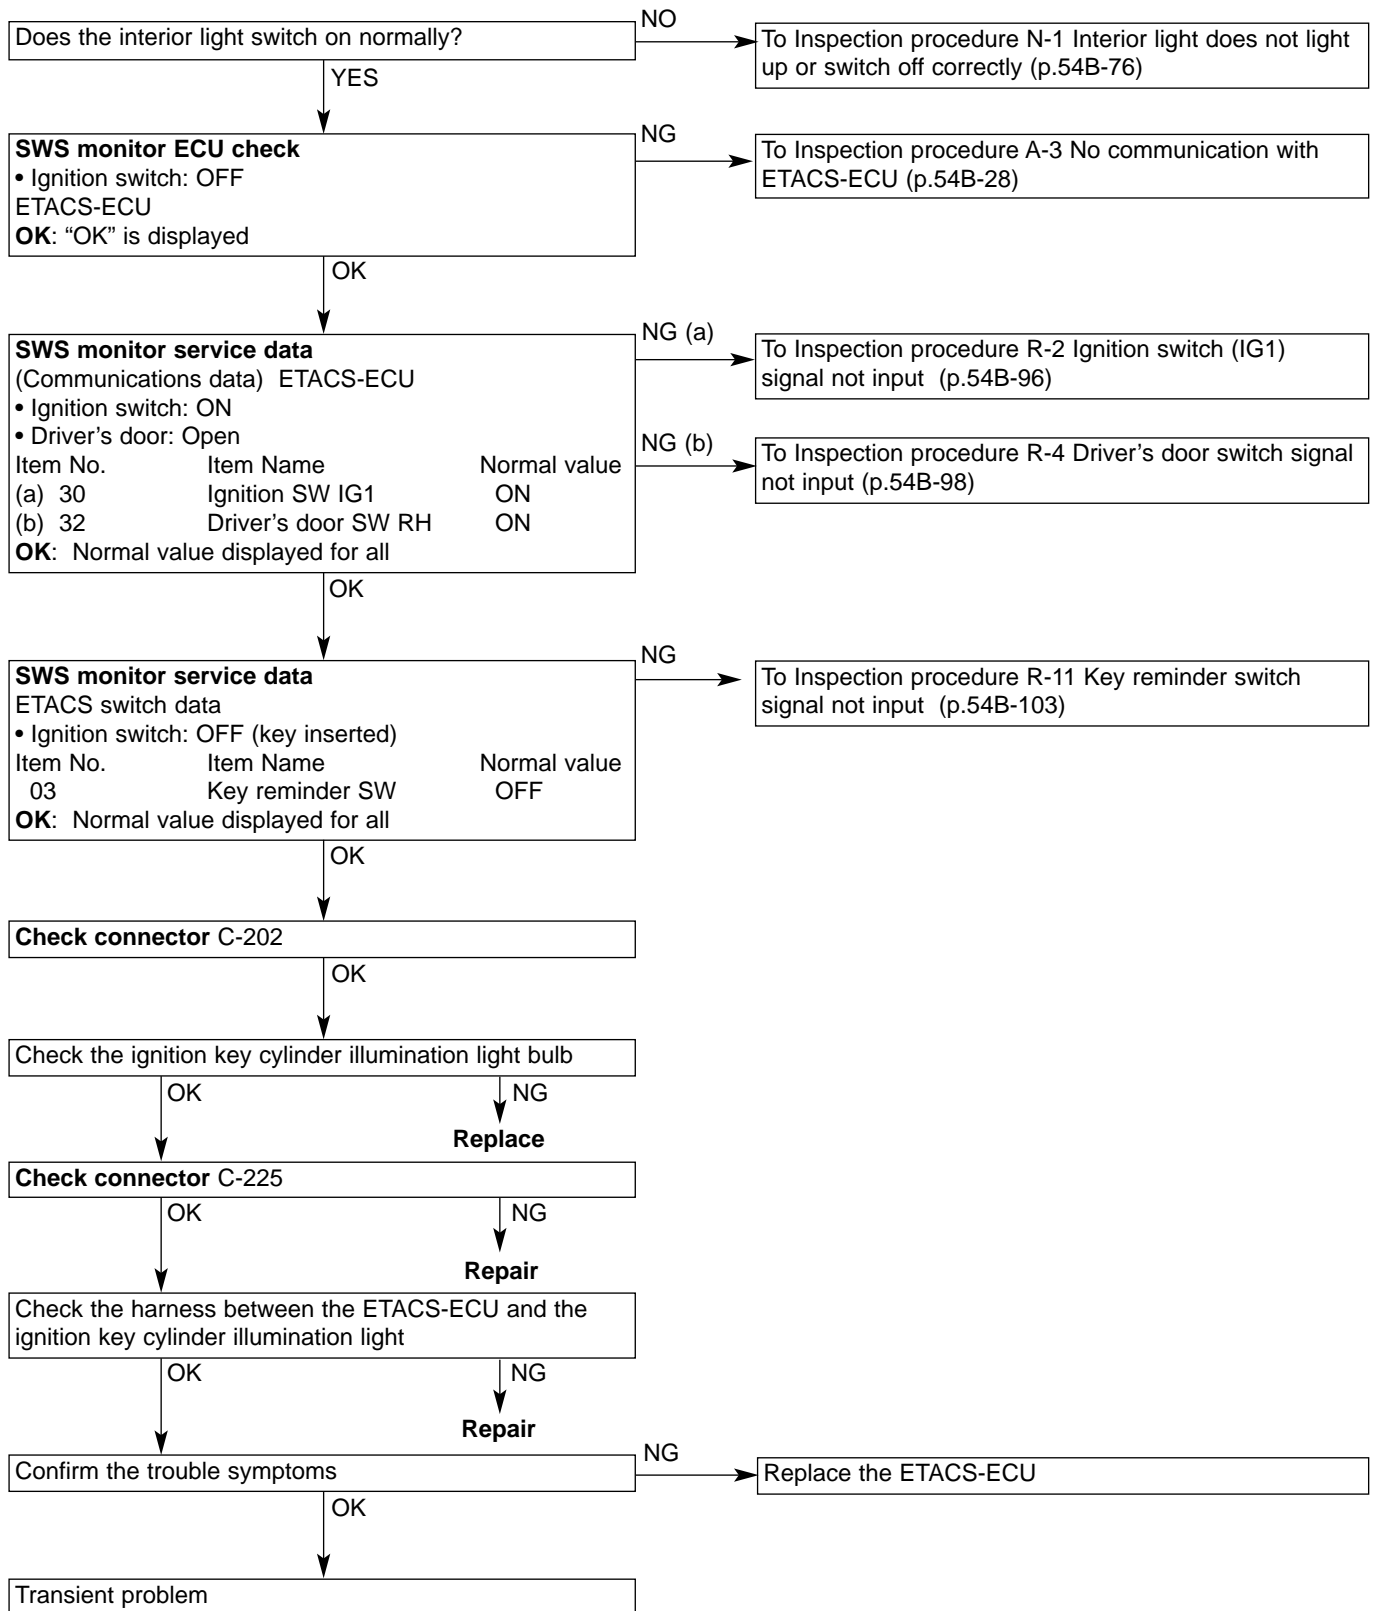 Does the interior light switch on normally?
NO
To Inspection procedure N-1 Interior light does not light
up or switch off correctly (p.54B-76)
YES
SWS monitor ECU check
• Ignition switch: OFF
ETACS-ECU
OK: “OK” is displayed
NG
To Inspection procedure A-3 No communication with
ETACS-ECU (p.54B-28)
OK
SWS monitor service data
(Communications data) ETACS-ECU
• Ignition switch: ON
• Driver’s door: Open
Item No. Item Name Normal value
(a) 30 Ignition SW IG1 ON
(b) 32 Driver’s door SW RH ON
OK: Normal value displayed for all
NG (a)
To Inspection procedure R-2 Ignition switch (IG1)
signal not input (p.54B-96)
NG (b)
To Inspection procedure R-4 Driver’s door switch signal
not input (p.54B-98)
OK
SWS monitor service data
ETACS switch data
• Ignition switch: OFF (key inserted)
Item No. Item Name Normal value
03 Key reminder SW OFF
OK: Normal value displayed for all
NG
To Inspection procedure R-11 Key reminder switch
signal not input (p.54B-103)
OK
Check connector C-202
OK
Check the ignition key cylinder illumination light bulb
OK NG
Replace
Check connector C-225
OK NG
Repair
Check the harness between the ETACS-ECU and the
ignition key cylinder illumination light
OK NG
Repair
Confirm the trouble symptoms
NG
Replace the ETACS-ECU
OK
Transient problem